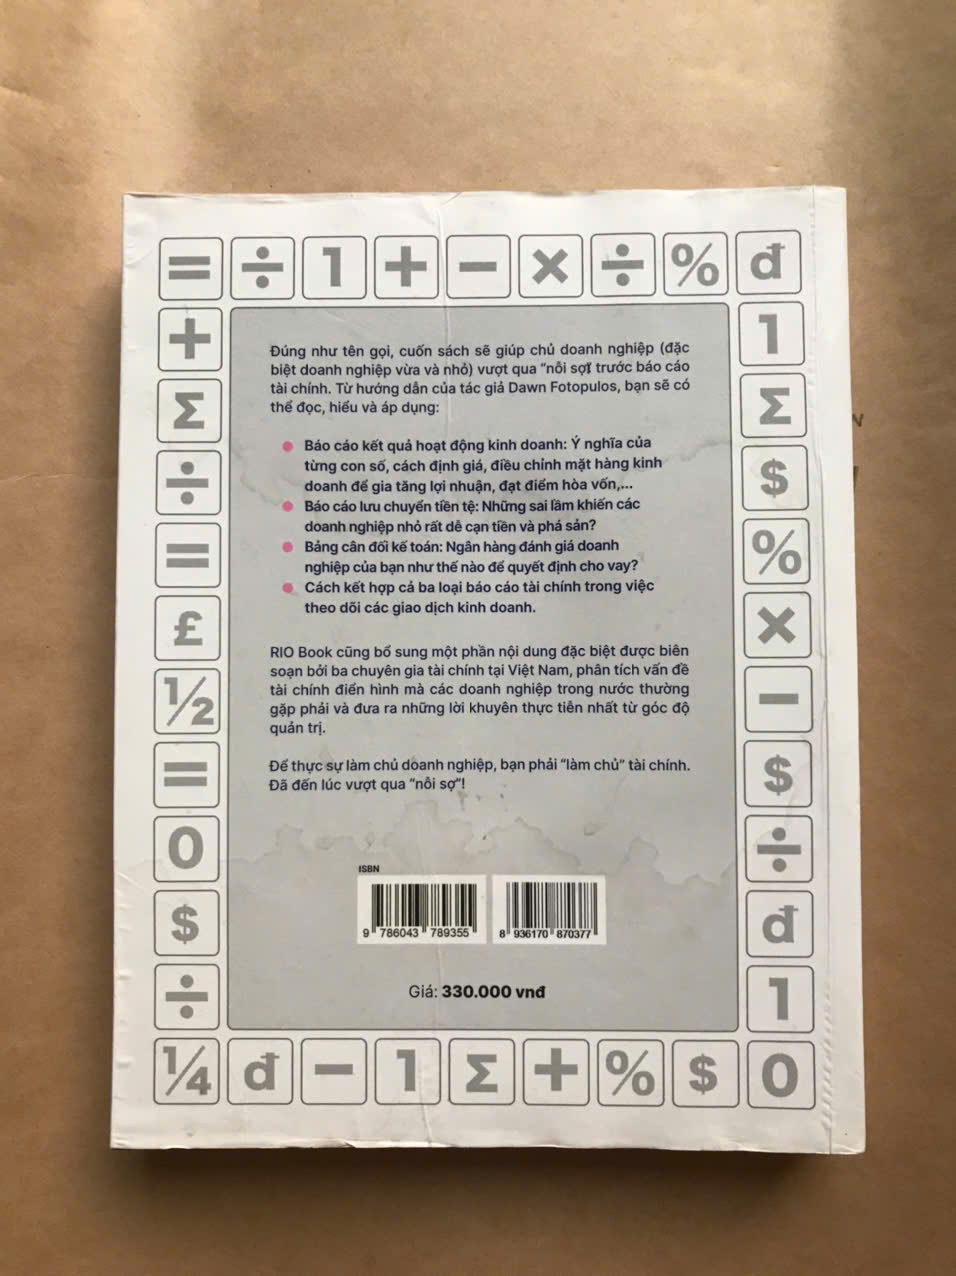 = ÷ 1 + − × ÷ % đ
+
Σ
÷
=
£
½
=
0
$
÷
1
Σ
$
%
×
−
$
÷
đ
1
Đúng như tên gọi, cuốn sách sẽ giúp chủ doanh nghiệp (đặc
biệt doanh nghiệp vừa và nhỏ) vượt qua “nỗi sợ” trước báo cáo
tài chính. Từ hướng dẫn của tác giả Dawn Fotopulos, bạn sẽ có
thể đọc, hiểu và áp dụng:
Báo cáo kết quả hoạt động kinh doanh: Ý nghĩa của
từng con số, cách định giá, điều chỉnh mặt hàng kinh
doanh để gia tăng lợi nhuận, đạt điểm hòa vốn,...
Báo cáo lưu chuyển tiền tệ: Những sai lầm khiến các
doanh nghiệp nhỏ rất dễ cạn tiền và phá sản?
Bảng cân đối kế toán: Ngân hàng đánh giá doanh
nghiệp của bạn như thế nào để quyết định cho vay?
Cách kết hợp cả ba loại báo cáo tài chính trong việc
theo dõi các giao dịch kinh doanh.
RIO Book cũng bổ sung một phần nội dung đặc biệt được biên
soạn bởi ba chuyên gia tài chính tại Việt Nam, phân tích vấn đề
tài chính điển hình mà các doanh nghiệp trong nước thường
gặp phải và đưa ra những lời khuyên thực tiễn nhất từ góc độ
quản trị.
Để thực sự làm chủ doanh nghiệp, bạn phải “làm chủ” tài chính.
Đã đến lúc vượt qua “nỗi sợ”!
ISBN
9 786043 789355
8 936170 870377
Giá: 330.000 vnđ
¼ đ − 1 Σ + % $ 0